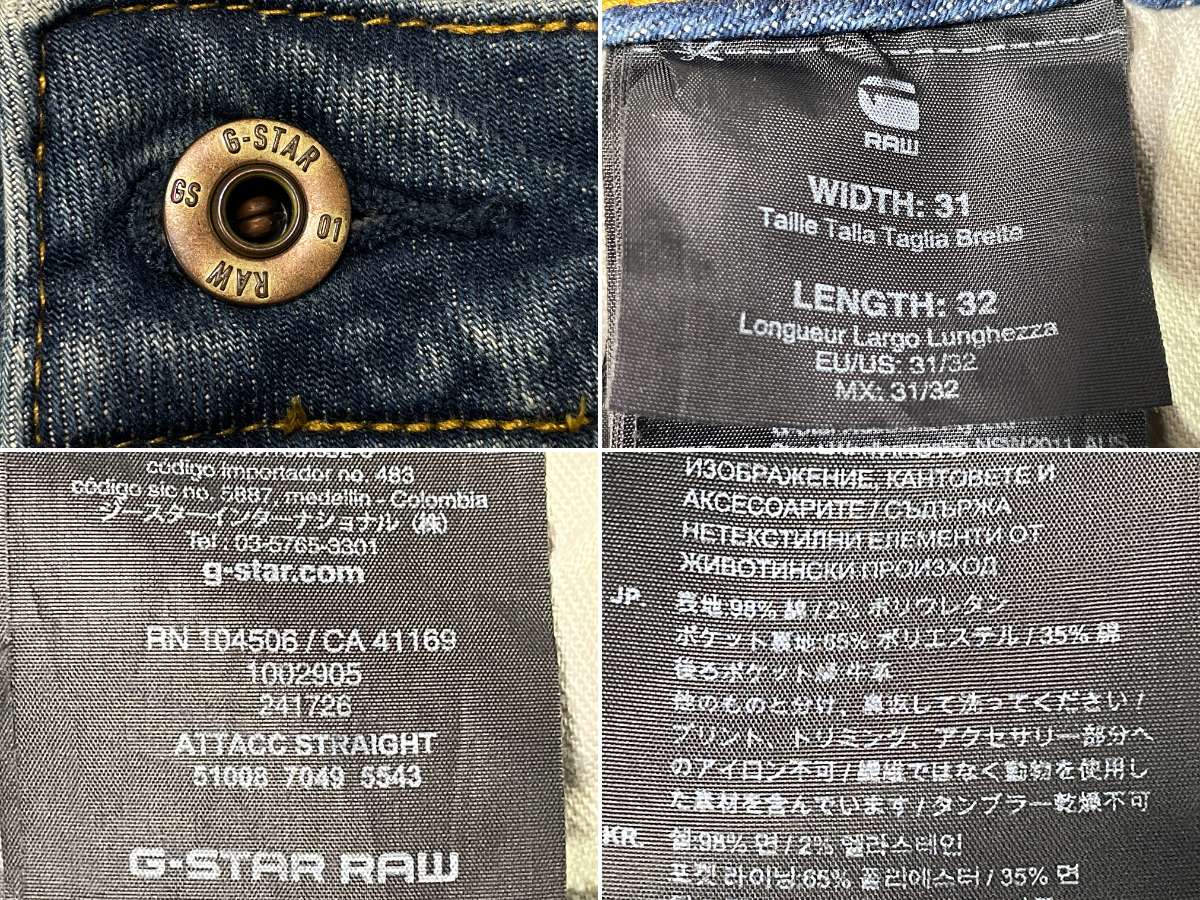 G-STAR
GS
01
RAW
RAW
WIDTH: 31
Taille Talla Taglia Breite
LENGTH: 32
Longueur Largo Lunghezza
EU/US: 31/32
MX: 31/32
NSW2011, AUS
código importador no. 483
código sic no. 5887, medellin - Colombia
ジースターインターナショナル (株)
Tel : 03-5765-3301
g-star.com
RN 104506 / CA 41169
1002905
241726
ATTACC STRAIGHT
51008 7049 5543
G-STAR RAW
ИЗОБРАЖЕНИЕ, КАНТОВЕТЕ И
АКСЕСОАРИТЕ / СЪДЪРЖА
НЕТЕКСТИЛНИ ЕЛЕМЕНТИ ОТ
ЖИВОТИНСКИ ПРОИЗХОД
JP. 表地:98% 綿 / 2% ポリウレタン
ポケット裏地:65% ポリエステル / 35% 綿
後ろポケット
他のものと分け、裏返して洗ってください /
プリント、トリミング、アクセサリー部分へ
のアイロン不可 / 繊維ではなく動物を使用し
た素材を含んでいます / タンブラー乾燥不可
KR. 쉘:98% 면 / 2% 엘라스테인
포켓 라이닝:65% 폴리에스터 / 35% 면